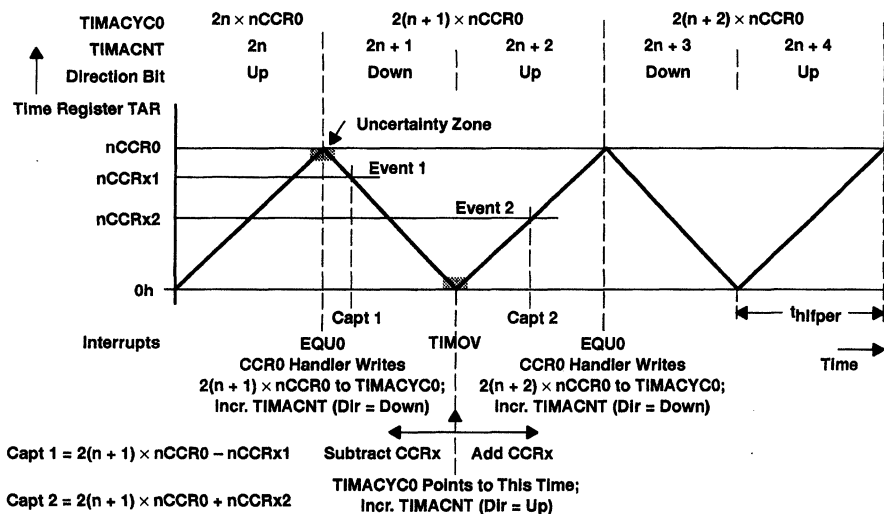 TIMACYC0 2n × nCCR0 2(n + 1) × nCCR0 2(n + 2) × nCCR0
TIMACNT 2n 2n + 1 2n + 2 2n + 3 2n + 4
Direction Bit Up Down Up Down Up
Time Register TAR
Uncertainty Zone
nCCR0
Event 1
nCCRx1
Event 2
nCCRx2
0h
Capt 1 Capt 2 thlfper
Interrupts EQU0 TIMOV EQU0 Time
CCR0 Handler Writes CCR0 Handler Writes
2(n + 1) × nCCR0 to TIMACYC0; 2(n + 2) × nCCR0 to TIMACYC0;
Incr. TIMACNT (Dir = Down) Incr. TIMACNT (Dir = Down)
Capt 1 = 2(n + 1) × nCCR0 – nCCRx1 Subtract CCRx Add CCRx
TIMACYC0 Points to This Time;
Capt 2 = 2(n + 1) × nCCR0 + nCCRx2 Incr. TIMACNT (Dir = Up)